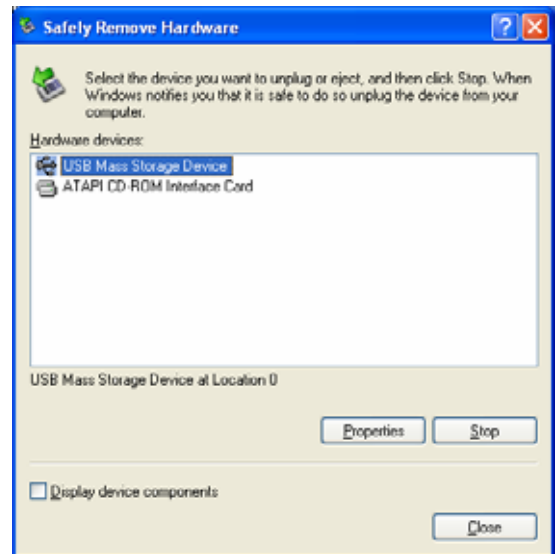 Safely Remove Hardware
Select the device you want to unplug or eject, and then click Stop. When
Windows notifies you that it is safe to do so unplug the device from your
computer.
Hardware devices:
USB Mass Storage Device
ATAPI CD-ROM Interface Card
USB Mass Storage Device at Location 0
Properties Stop
Display device components
Close